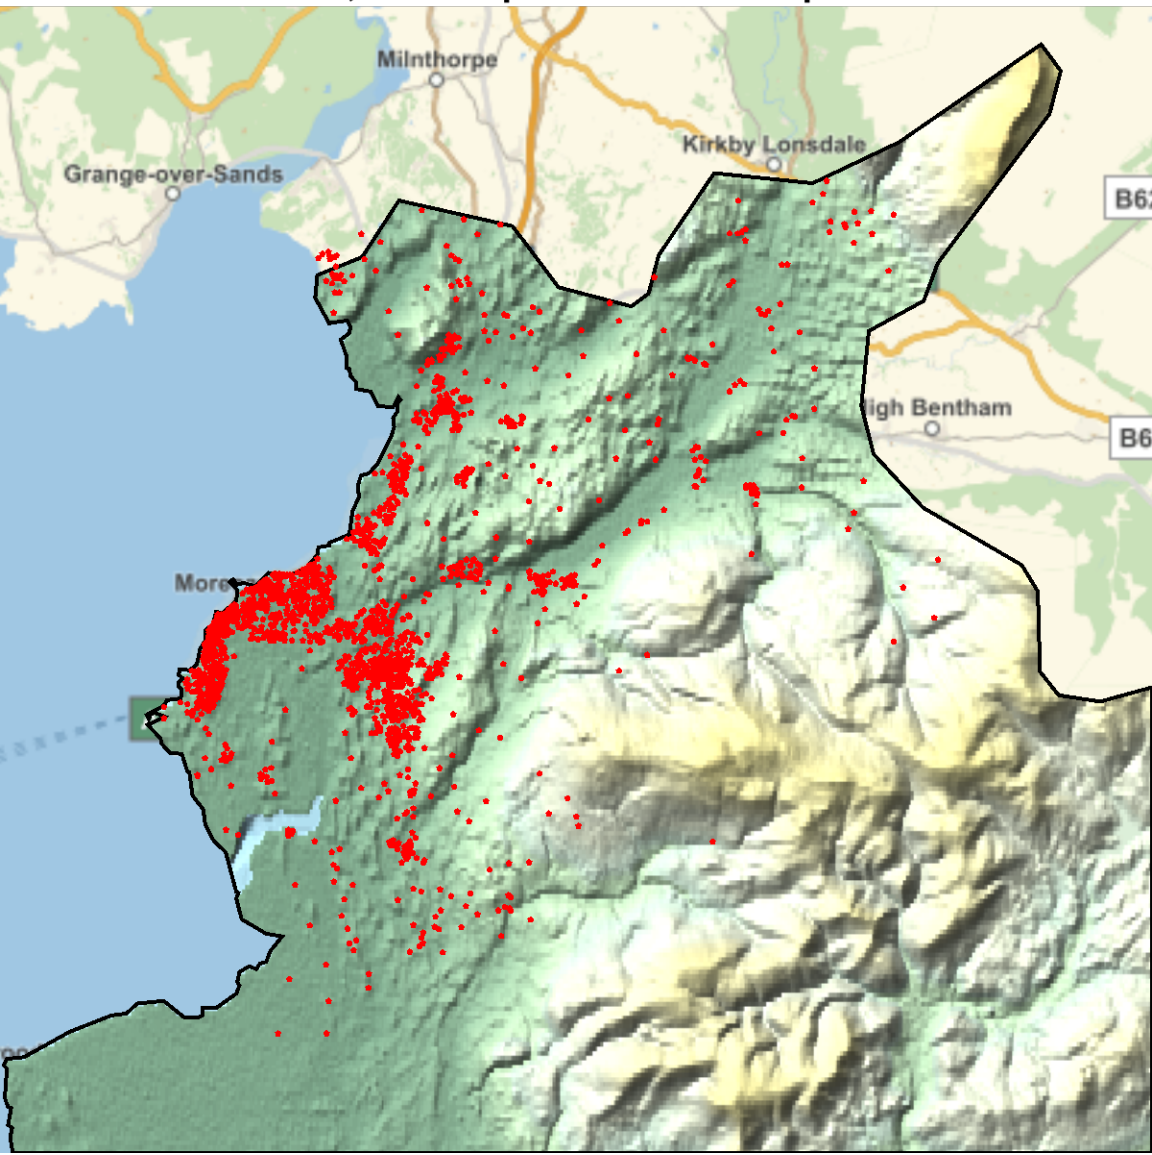 Milnthorpe
Kirkby Lonsdale
Grange-over-Sands
B62
igh Bentham
B6
More